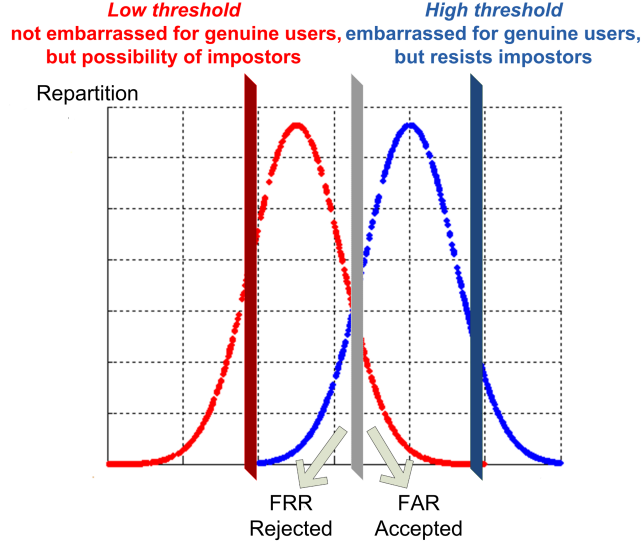 Low threshold
not embarrassed for genuine users,
but possibility of impostors
High threshold
embarrassed for genuine users,
but resists impostors
Repartition
FRR
Rejected
FAR
Accepted